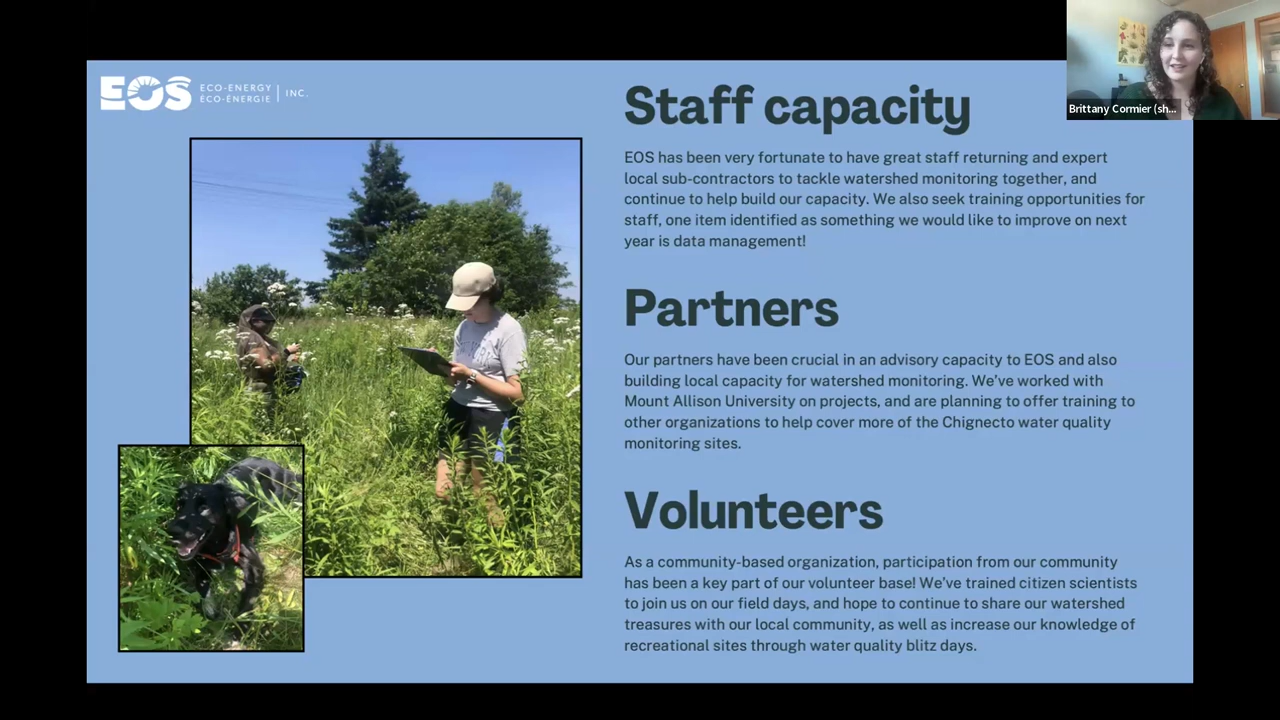 EOS
ECO-ENERGY
ÉCO-ÉNERGIE
INC.
Brittany Cormier (sh...
Staff capacity
EOS has been very fortunate to have great staff returning and expert
local sub-contractors to tackle watershed monitoring together, and
continue to help build our capacity. We also seek training opportunities for
staff, one item identified as something we would like to improve on next
year is data management!
Partners
Our partners have been crucial in an advisory capacity to EOS and also
building local capacity for watershed monitoring. We've worked with
Mount Allison University on projects, and are planning to offer training to
other organizations to help cover more of the Chignecto water quality
monitoring sites.
Volunteers
As a community-based organization, participation from our community
has been a key part of our volunteer base! We've trained citizen scientists
to join us on our field days, and hope to continue to share our watershed
treasures with our local community, as well as increase our knowledge of
recreational sites through water quality blitz days.